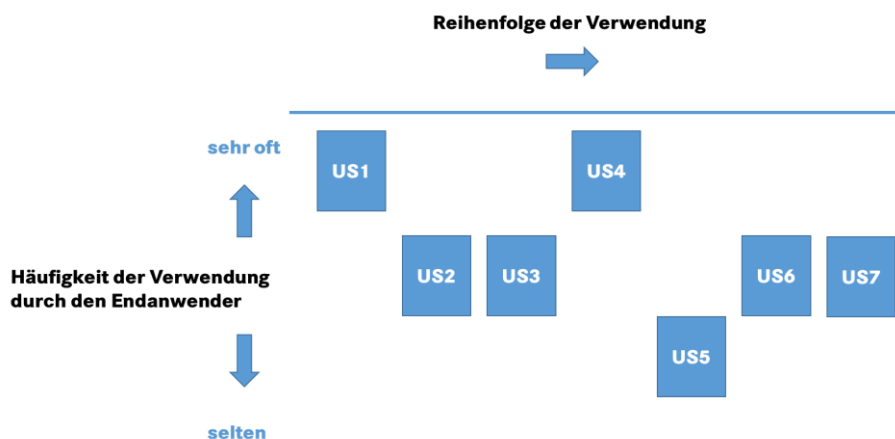 Reihenfolge der Verwendung
sehr oft
US1
US4
Häufigkeit der Verwendung
durch den Endanwender
US2
US3
US6
US7
US5
selten